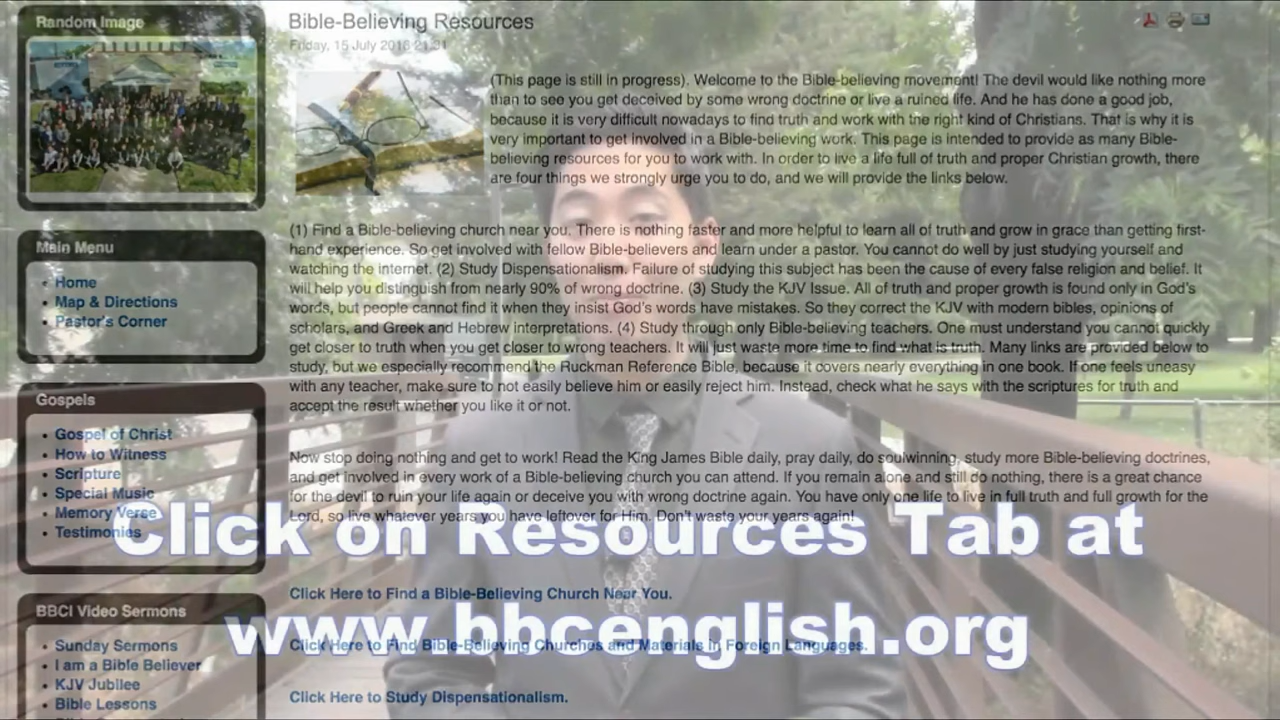 Random Image
Main Menu
Home
Map & Directions
Pastor's Corner
Gospels
Gospel of Christ
How to Witness
Scripture
Special Music
Memory Verse
Testimonies
BBCI Video Sermons
Sunday Sermons
I am a Bible Believer
KJV Jubilee
Bible Lessons
Bible-Believing Resources
Friday, 15 July 2016 21:31
(This page is still in progress). Welcome to the Bible-believing movement! The devil would like nothing more
than to see you get deceived by some wrong doctrine or live a ruined life. And he has done a good job,
because it is very difficult nowadays to find truth and work with the right kind of Christians. That is why it is
very important to get involved in a Bible-believing work. This page is intended to provide as many Bible-
believing resources for you to work with. In order to live a life full of truth and proper Christian growth, there
are four things we strongly urge you to do, and we will provide the links below.
(1) Find a Bible-believing church near you. There is nothing faster and more helpful to learn all of truth and grow in grace than getting first-
hand experience. So get involved with fellow Bible-believers and learn under a pastor. You cannot do well by just studying yourself and
watching the internet. (2) Study Dispensationalism. Failure of studying this subject has been the cause of every false religion and belief. It
will help you distinguish from nearly 90% of wrong doctrine. (3) Study the KJV Issue. All of truth and proper growth is found only in God's
words, but people cannot find it when they insist God's words have mistakes. So they correct the KJV with modern bibles, opinions of
scholars, and Greek and Hebrew interpretations. (4) Study through only Bible-believing teachers. One must understand you cannot quickly
get closer to truth when you get closer to wrong teachers. It will just waste more time to find what is truth. Many links are provided below to
study, but we especially recommend the Ruckman Reference Bible, because it covers nearly everything in one book. If one feels uneasy
with any teacher, make sure to not easily believe him or easily reject him. Instead, check what he says with the scriptures for truth and
accept the result whether you like it or not.
Now stop doing nothing and get to work! Read the King James Bible daily, pray daily, do soulwinning, study more Bible-believing doctrines,
and get involved in every work of a Bible-believing church you can attend. If you remain alone and still do nothing, there is a great chance
for the devil to ruin your life again or deceive you with wrong doctrine again. You have only one life to live in full truth and full growth for the
Lord, so live whatever years you have leftover for Him. Don't waste your years again!
Click on Resources Tab at
Click Here to Find a Bible-Believing Church Near You.
www.bbcenglish.org
Click Here to Find Bible-Believing Churches and Materials in Foreign Languages.
Click Here to Study Dispensationalism.